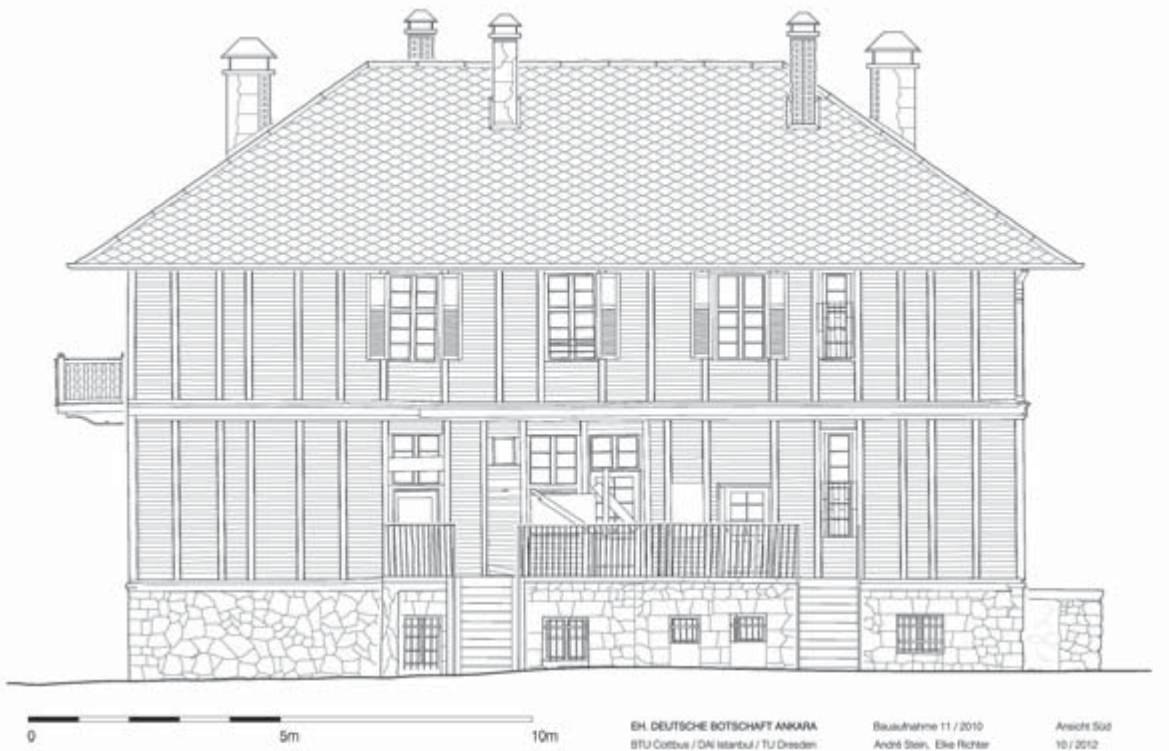 0 5m 10m
EH. DEUTSCHE BOTSCHAFT ANKARA
BTU Cottbus / DAI Istanbul / TU Dresden
Bauaufnahme 11 / 2010
André Stein, Elke Richter
Ansicht Süd
10 / 2012